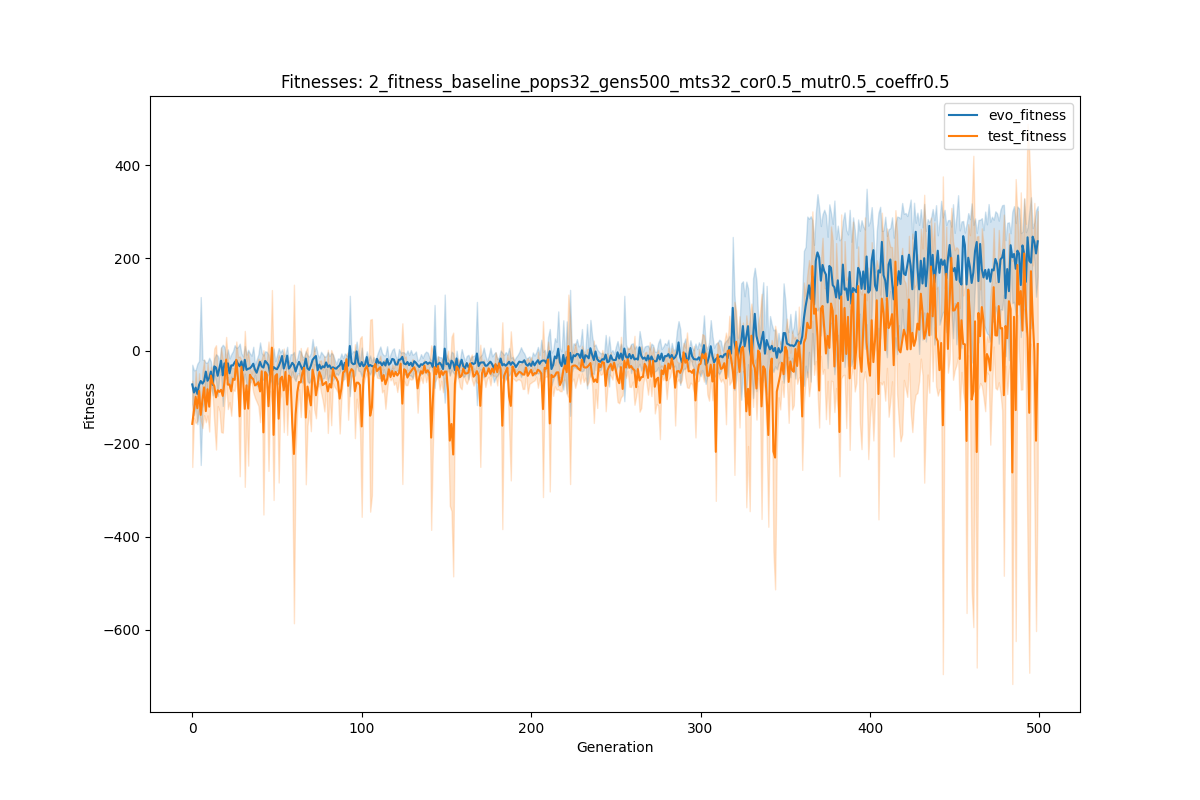 Fitnesses: 2_fitness_baseline_pops32_gens500_mts32_cor0.5_mutr0.5_coeffr0.5
evo_fitness
test_fitness
400
200
0
−200
−400
−600
Fitness
0 100 200 300 400 500
Generation